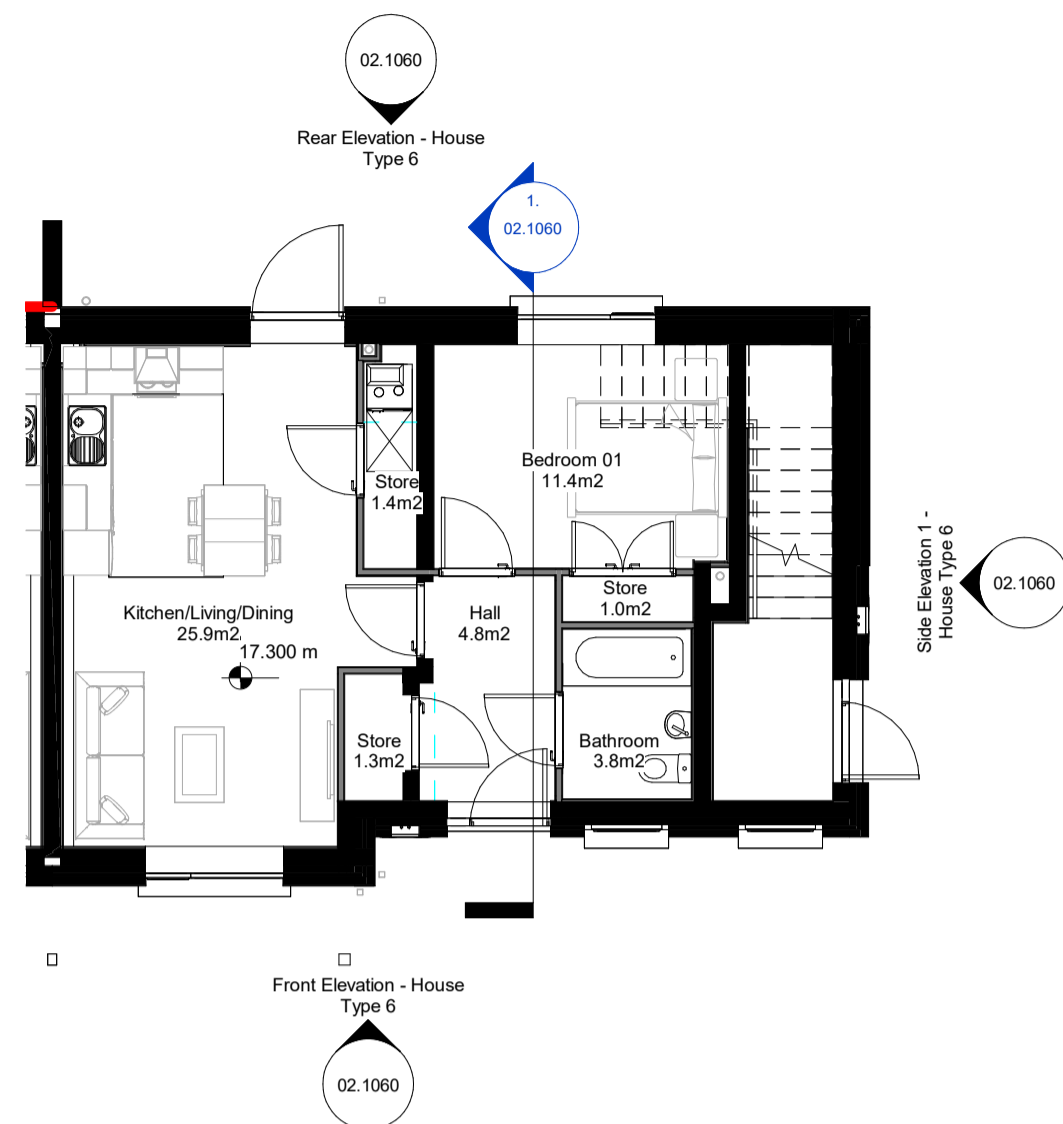 02.1060
Rear Elevation - House
Type 6
1.
02.1060
Bedroom 01
11.4m2
Store
1.4m2
Side Elevation 1 -
House Type 6
02.1060
Store
1.0m2
Kitchen/Living/Dining
25.9m2
17.300 m
Hall
4.8m2
Store
1.3m2
Bathroom
3.8m2
Front Elevation - House
Type 6
02.1060